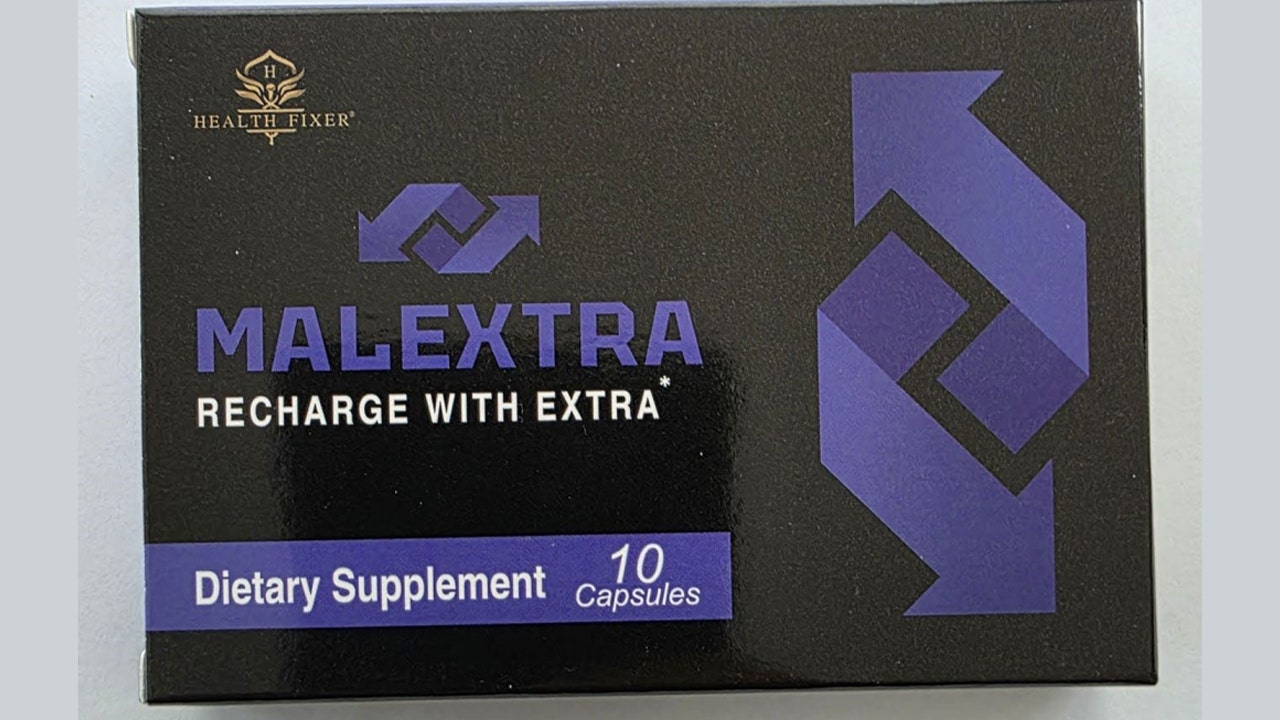 H
HEALTH FIXER®
MALEXTRA
RECHARGE WITH EXTRA*
Dietary Supplement
10
Capsules